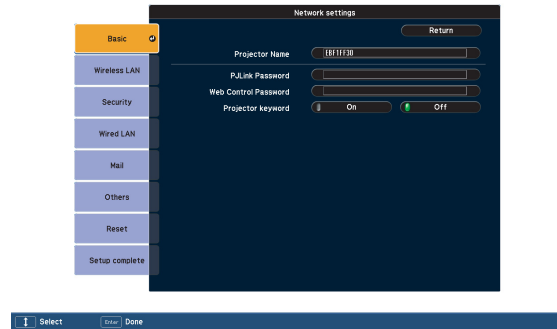 Network settings
Return
Basic
Projector Name EBF1FF30
Wireless LAN
PJLink Password
Web Control Password
Security
Projector keyword On Off
Wired LAN
Mail
Others
Reset
Setup complete
Select Enter Done